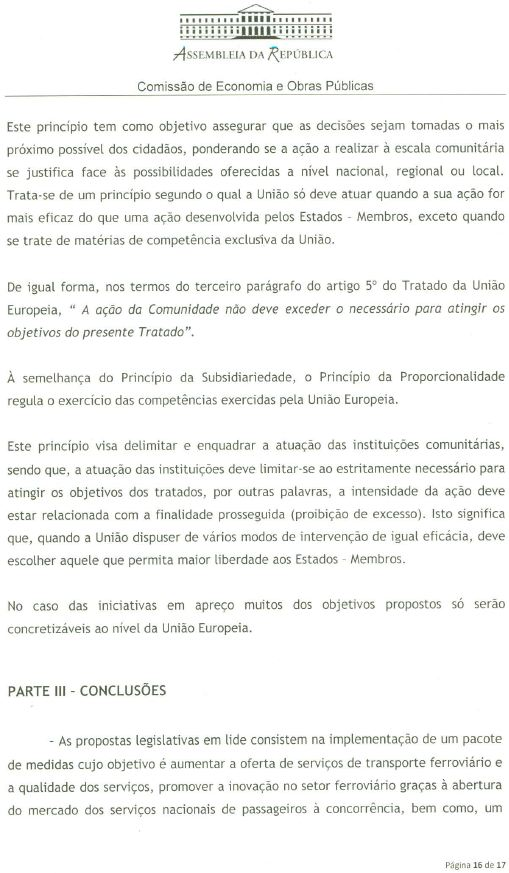 ASSEMBLEIA DA REPÚBLICA
Comissão de Economia e Obras Públicas
Este princípio tem como objetivo assegurar que as decisões sejam tomadas o mais
próximo possível dos cidadãos, ponderando se a ação a realizar à escala comunitária
se justifica face às possibilidades oferecidas a nível nacional, regional ou local.
Trata-se de um princípio segundo o qual a União só deve atuar quando a sua ação for
mais eficaz do que uma ação desenvolvida pelos Estados - Membros, exceto quando
se trate de matérias de competência exclusiva da União.
De igual forma, nos termos do terceiro parágrafo do artigo 5º do Tratado da União
Europeia, “ A ação da Comunidade não deve exceder o necessário para atingir os
objetivos do presente Tratado”.
À semelhança do Princípio da Subsidiariedade, o Princípio da Proporcionalidade
regula o exercício das competências exercidas pela União Europeia.
Este princípio visa delimitar e enquadrar a atuação das instituições comunitárias,
sendo que, a atuação das instituições deve limitar-se ao estritamente necessário para
atingir os objetivos dos tratados, por outras palavras, a intensidade da ação deve
estar relacionada com a finalidade prosseguida (proibição de excesso). Isto significa
que, quando a União dispuser de vários modos de intervenção de igual eficácia, deve
escolher aquele que permita maior liberdade aos Estados - Membros.
No caso das iniciativas em apreço muitos dos objetivos propostos só serão
concretizáveis ao nível da União Europeia.
PARTE III - CONCLUSÕES
- As propostas legislativas em lide consistem na implementação de um pacote
de medidas cujo objetivo é aumentar a oferta de serviços de transporte ferroviário e
a qualidade dos serviços, promover a inovação no setor ferroviário graças à abertura
do mercado dos serviços nacionais de passageiros à concorrência, bem como, um
Página 16 de 17